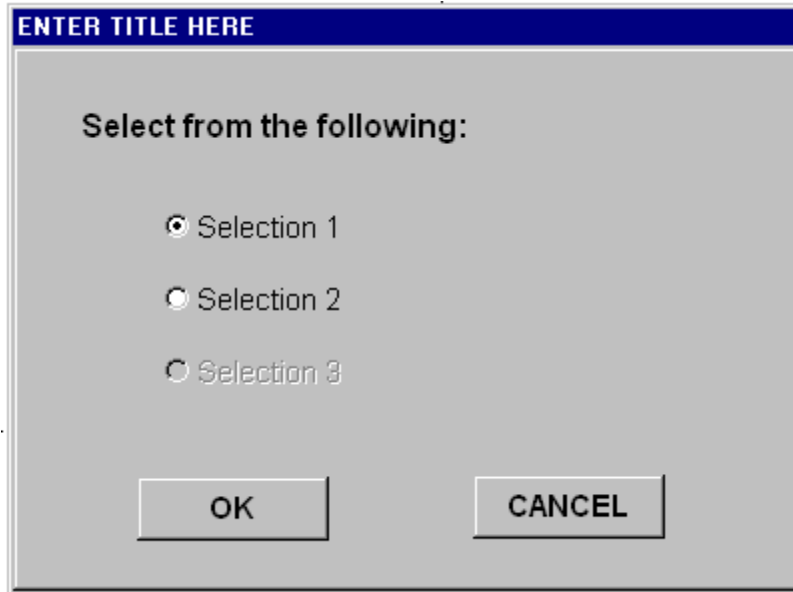 ENTER TITLE HERE
Select from the following:
Selection 1
Selection 2
Selection 3
OK
CANCEL